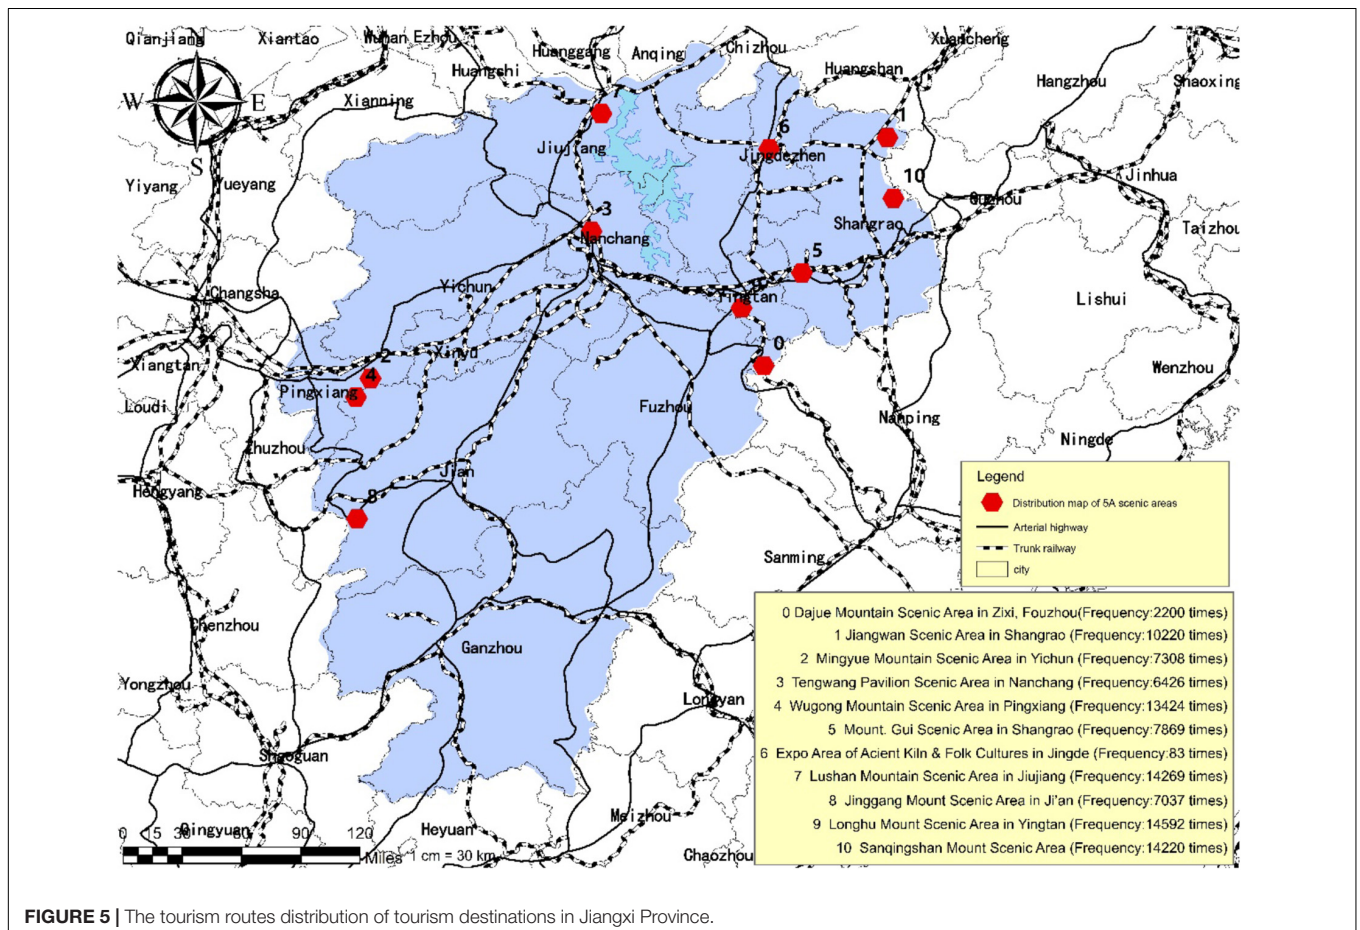 Qianjiang
Xiantao
Wuhan
Ezhou
Huanggang
Anqing
Chizhou
Xuancheng
N
Huangshi
Huangshan
Hangzhou
Shaoxing
W
E
Xianning
S
6
1
Jiujiang
Jingdezhen
Yiyang
Yueyang
10
Jinhua
Quzhou
3
Nanchang
Shangrao
Taizhou
5
Changsha
Yichun
9
Yingtan
Lishui
0
Xiangtan
2
Xinyu
4
Pingxiang
Wenzhou
Loudi
Fuzhou
Nanping
Ningde
Zhuzhou
Jian
Hengyang
8
Legend
Distribution map of 5A scenic areas
Arterial highway
Trunk railway
city
Sanming
Chenzhou
Ganzhou
Yongzhou
Longyan
Shaoguan
Meizhou
Qingyuan
Heyuan
Chaozhou
0 15 30 60 90 120
Miles 1 cm = 30 km
0 Dajue Mountain Scenic Area in Zixi, Fouzhou(Frequency:2200 times)
1 Jiangwan Scenic Area in Shangrao (Frequency:10220 times)
2 Mingyue Mountain Scenic Area in Yichun (Frequency:7308 times)
3 Tengwang Pavilion Scenic Area in Nanchang (Frequency:6426 times)
4 Wugong Mountain Scenic Area in Pingxiang (Frequency:13424 times)
5 Mount. Gui Scenic Area in Shangrao (Frequency:7869 times)
6 Expo Area of Acient Kiln & Folk Cultures in Jingde (Frequency:83 times)
7 Lushan Mountain Scenic Area in Jiujiang (Frequency:14269 times)
8 Jinggang Mount Scenic Area in Ji'an (Frequency:7037 times)
9 Longhu Mount Scenic Area in Yingtan (Frequency:14592 times)
10 Sanqingshan Mount Scenic Area (Frequency:14220 times)
FIGURE 5 | The tourism routes distribution of tourism destinations in Jiangxi Province.